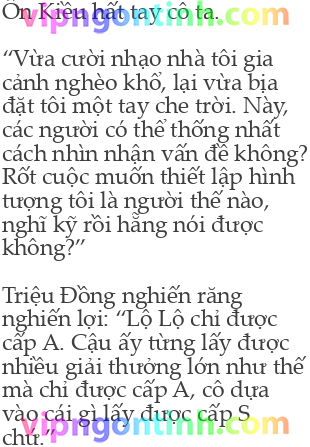 Ôn Kiều hất tay cô ta.
vipngontinh.com
“Vừa cười nhạo nhà tôi gia
cảnh nghèo khổ, lại vừa bịa
đặt tôi một tay che trời. Này,
các người có thể thống nhất
cách nhìn nhận vấn đề không?
Rốt cuộc muốn thiết lập hình
tượng tôi là người thế nào,
nghĩ kỹ rồi hẵng nói được
không?”
Triệu Đồng nghiến răng
nghiến lợi: “Lộ Lộ chỉ được
cấp A. Cậu ấy từng lấy được
nhiều giải thưởng lớn như thế
mà chỉ được cấp A, cô dựa
vào cái gì lấy được cấp S
chứ.”
vipngontinh.com